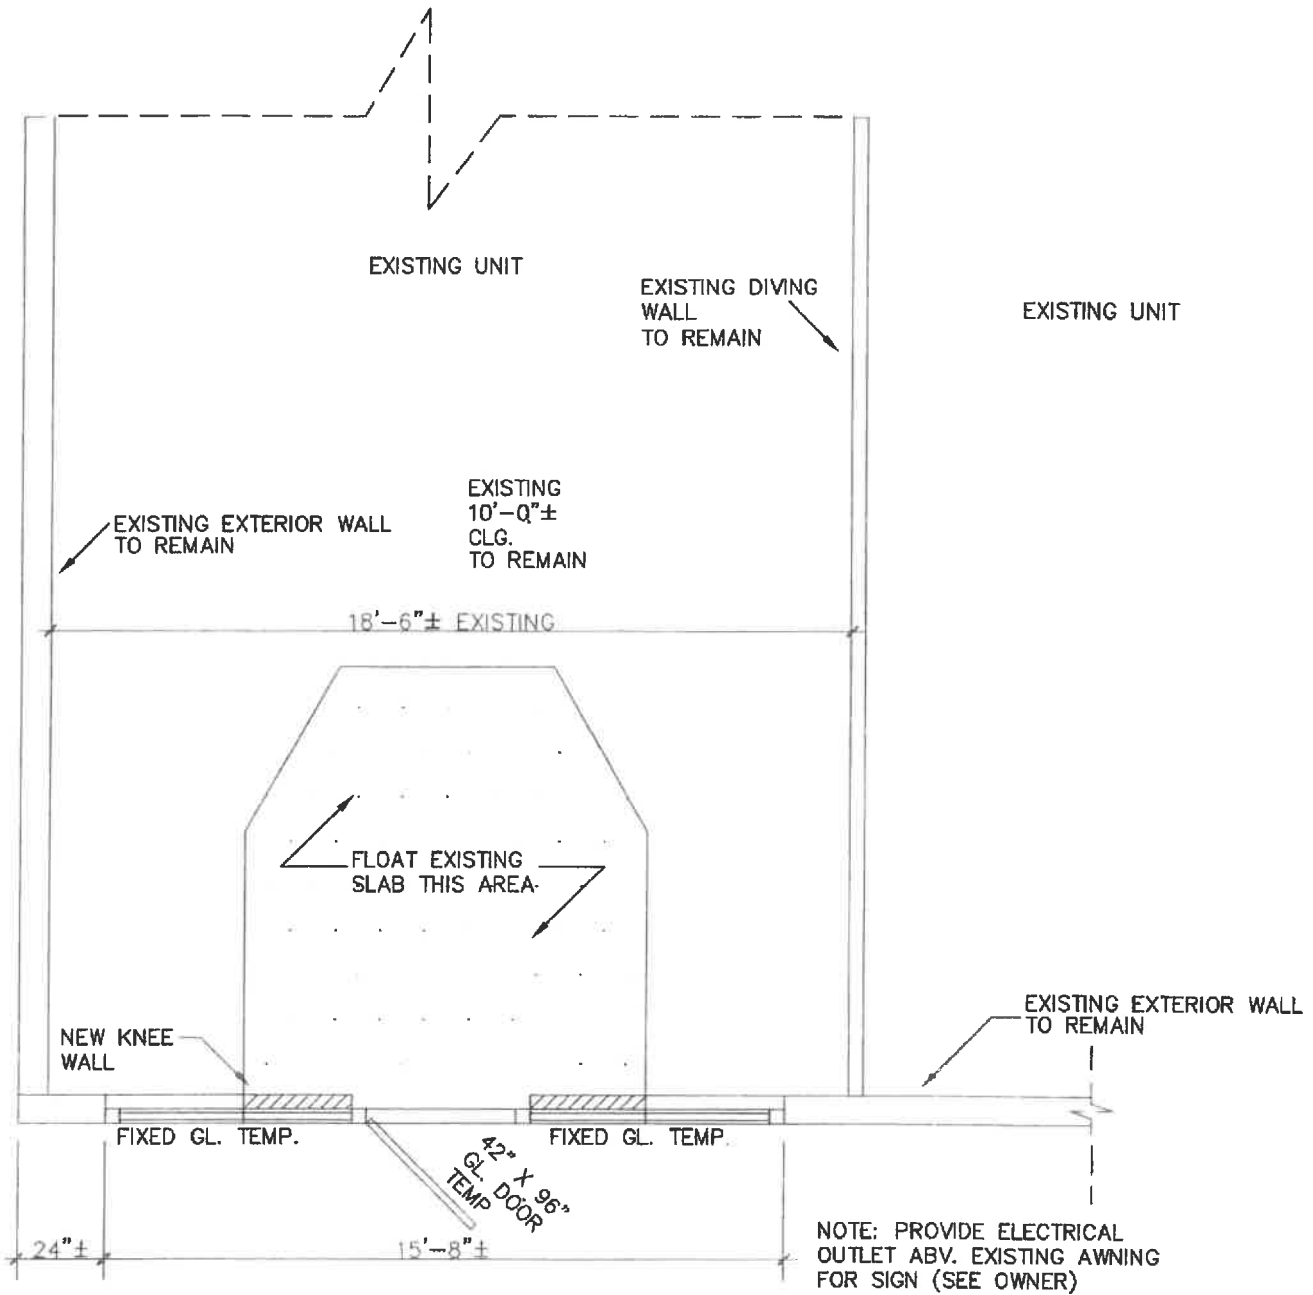 EXISTING UNIT
EXISTING DIVING
WALL
TO REMAIN
EXISTING UNIT
EXISTING
10'-0"±
CLG.
TO REMAIN
EXISTING EXTERIOR WALL
TO REMAIN
18'-6"± EXISTING
FLOAT EXISTING
SLAB THIS AREA
NEW KNEE
WALL
EXISTING EXTERIOR WALL
TO REMAIN
FIXED GL. TEMP.
FIXED GL. TEMP.
42" X 96"
GL. DOOR
TEMP
24"±
15'-8"±
NOTE: PROVIDE ELECTRICAL
OUTLET ABV. EXISTING AWNING
FOR SIGN (SEE OWNER)